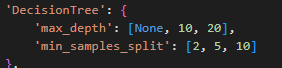 'DecisionTree': {
'max_depth': [None, 10, 20],
'min_samples_split': [2, 5, 10]
},